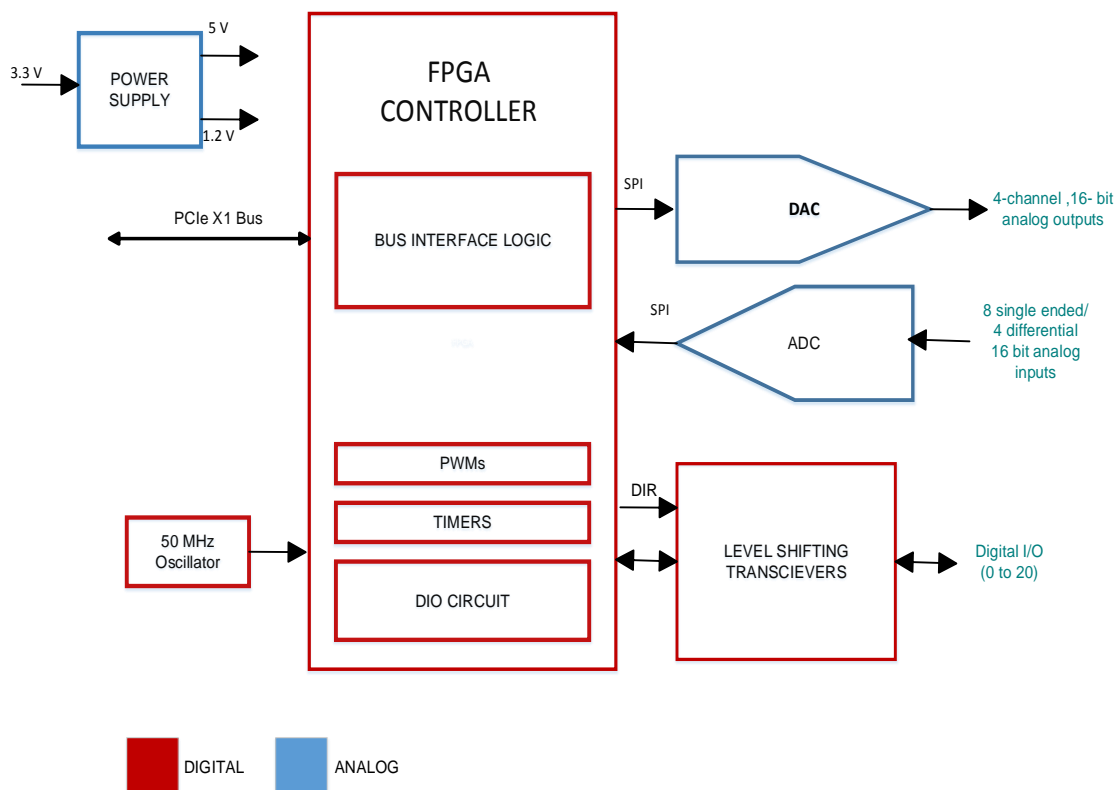 5 V
3.3 V
POWER
SUPPLY
1.2 V
FPGA
CONTROLLER
PCIe X1 Bus
BUS INTERFACE LOGIC
SPI
DAC
4-channel ,16- bit
analog outputs
SPI
ADC
8 single ended/
4 differential
16 bit analog
inputs
FPGA
PWMs
TIMERS
DIO CIRCUIT
50 MHz
Oscillator
DIR
LEVEL SHIFTING
TRANSCIEVERS
Digital I/O
(0 to 20)
DIGITAL
ANALOG